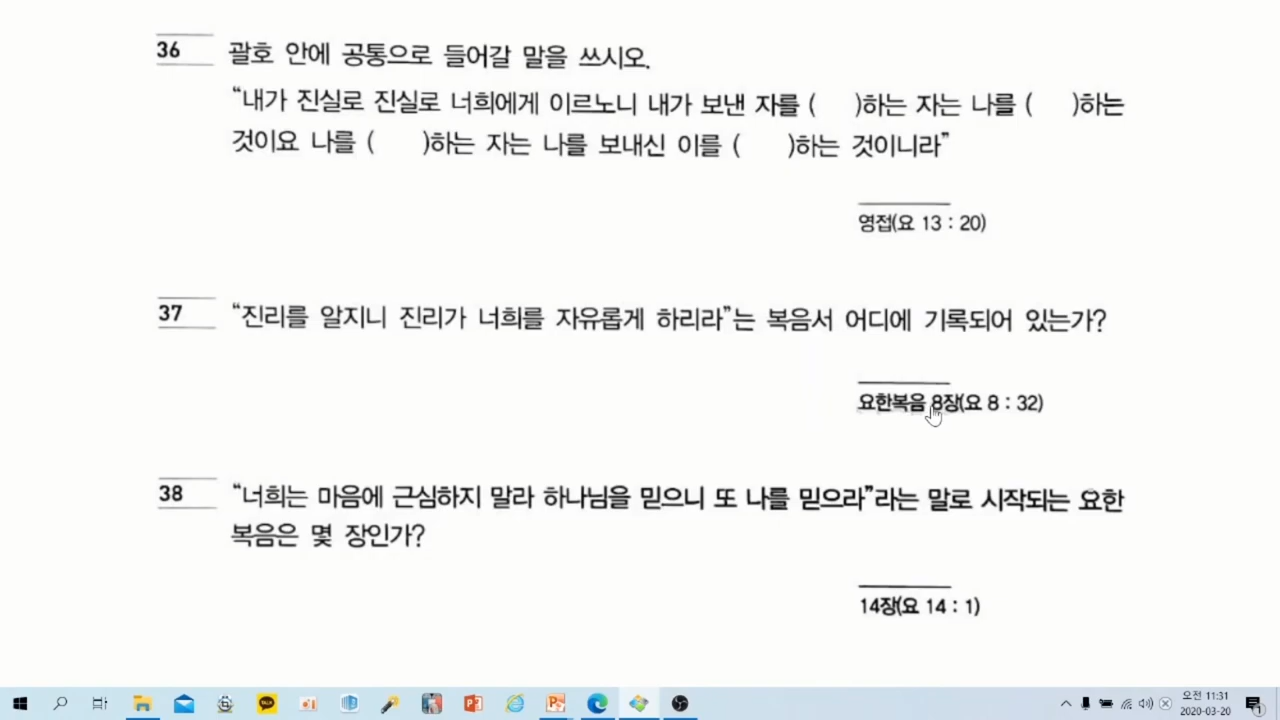 36 괄호 안에 공통으로 들어갈 말을 쓰시오.
“내가 진실로 진실로 너희에게 이르노니 내가 보낸 자를 ( )하는 자는 나를 ( )하는
것이요 나를 ( )하는 자는 나를 보내신 이를 ( )하는 것이니라”
영접(요 13 : 20)
37 “진리를 알지니 진리가 너희를 자유롭게 하리라”는 복음서 어디에 기록되어 있는가?
요한복음 8장(요 8 : 32)
38 “너희는 마음에 근심하지 말라 하나님을 믿으니 또 나를 믿으라”라는 말로 시작되는 요한
복음은 몇 장인가?
14장(요 14 : 1)
TALK
오전 11:31
2020-03-20
1